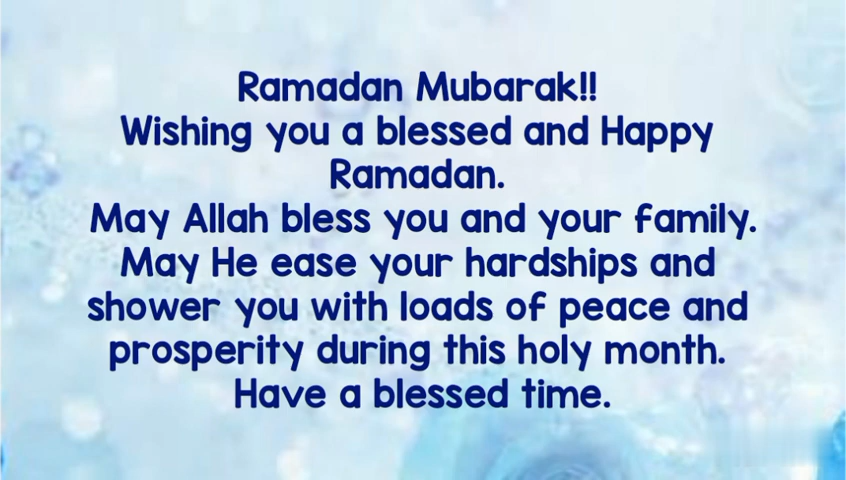 Ramadan Mubarak!!
Wishing you a blessed and Happy
Ramadan.
May Allah bless you and your family.
May He ease your hardships and
shower you with loads of peace and
prosperity during this holy month.
Have a blessed time.